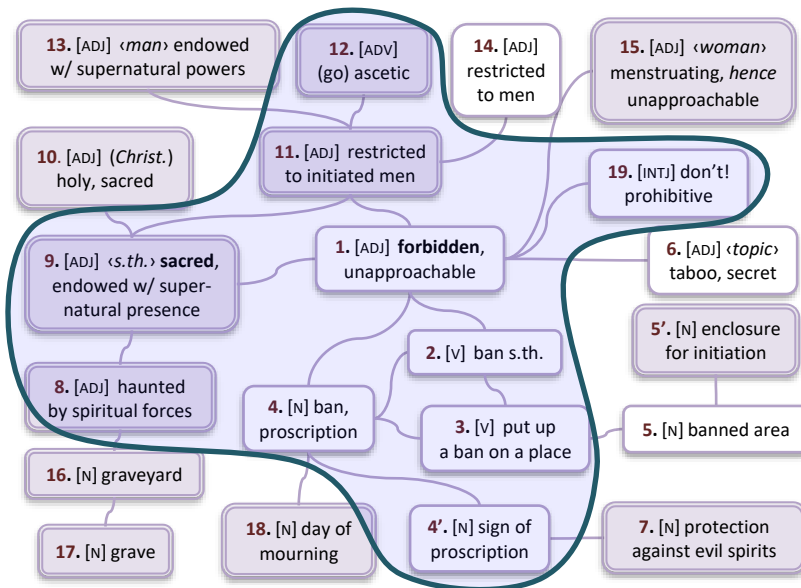 13. [ADJ] ‹man› endowed
w/ supernatural powers
12. [ADV]
(go) ascetic
14. [ADJ]
restricted
to men
15. [ADJ] ‹woman›
menstruating, hence
unapproachable
10. [ADJ] (Christ.)
holy, sacred
11. [ADJ] restricted
to initiated men
19. [INTJ] don’t!
prohibitive
9. [ADJ] ‹s.th.› sacred,
endowed w/ super-
natural presence
1. [ADJ] forbidden,
unapproachable
6. [ADJ] ‹topic›
taboo, secret
2. [V] ban s.th.
5’. [N] enclosure
for initiation
8. [ADJ] haunted
by spiritual forces
4. [N] ban,
proscription
3. [V] put up
a ban on a place
5. [N] banned area
16. [N] graveyard
17. [N] grave
18. [N] day of
mourning
4’. [N] sign of
proscription
7. [N] protection
against evil spirits